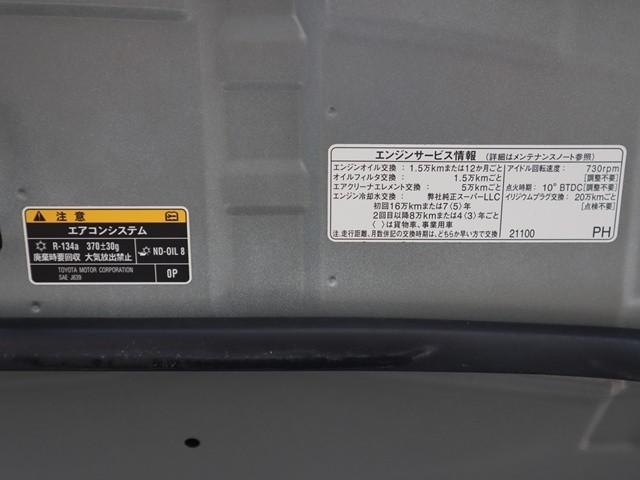 注意
エアコンシステム
R-134a 370±30g
廃棄時要回収 大気放出禁止
ND-OIL 8
TOYOTA MOTOR CORPORATION
SAE J639
0P
エンジンサービス情報 (詳細はメンテナンスノート参照)
エンジンオイル交換 : 1.5万kmまたは12か月ごと
オイルフィルタ交換 : 1.5万kmごと
エアクリーナエレメント交換 : 5万kmごと
エンジン冷却水交換 : 弊社純正スーパーLLC
初回16万kmまたは7(5)年
2回目以降8万kmまたは4(3)年ごと
( )は貨物車、事業用車
注.走行距離、月数併記の交換時期は、どちらか早い方で交換
アイドル回転速度: 730rpm
[調整不要]
点火時期: 10° BTDC[調整不要]
イリジウムプラグ交換: 20万kmごと
[点検不要]
21100 PH